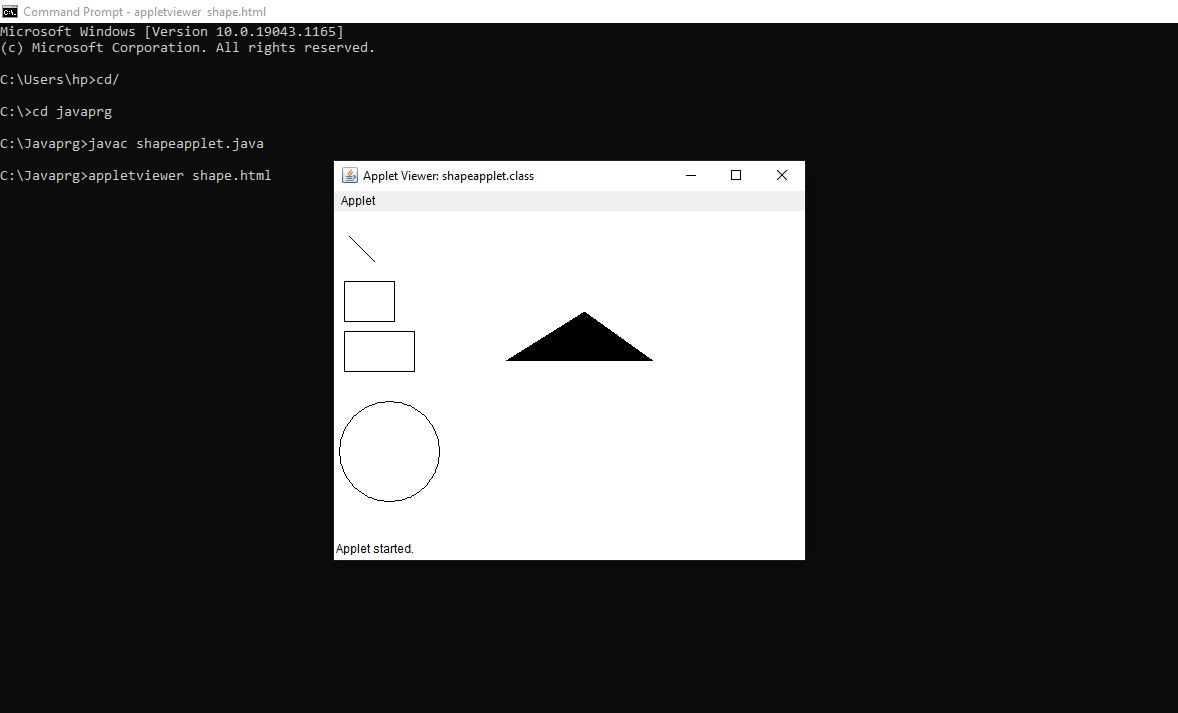 Command Prompt - appletviewer shape.html
Microsoft Windows [Version 10.0.19043.1165]
(c) Microsoft Corporation. All rights reserved.
C:\Users\hp>cd/
C:\>cd javaprg
C:\Javaprg>javac shapeapplet.java
C:\Javaprg>appletviewer shape.html
Applet Viewer: shapeapplet.class
Applet
Applet started.